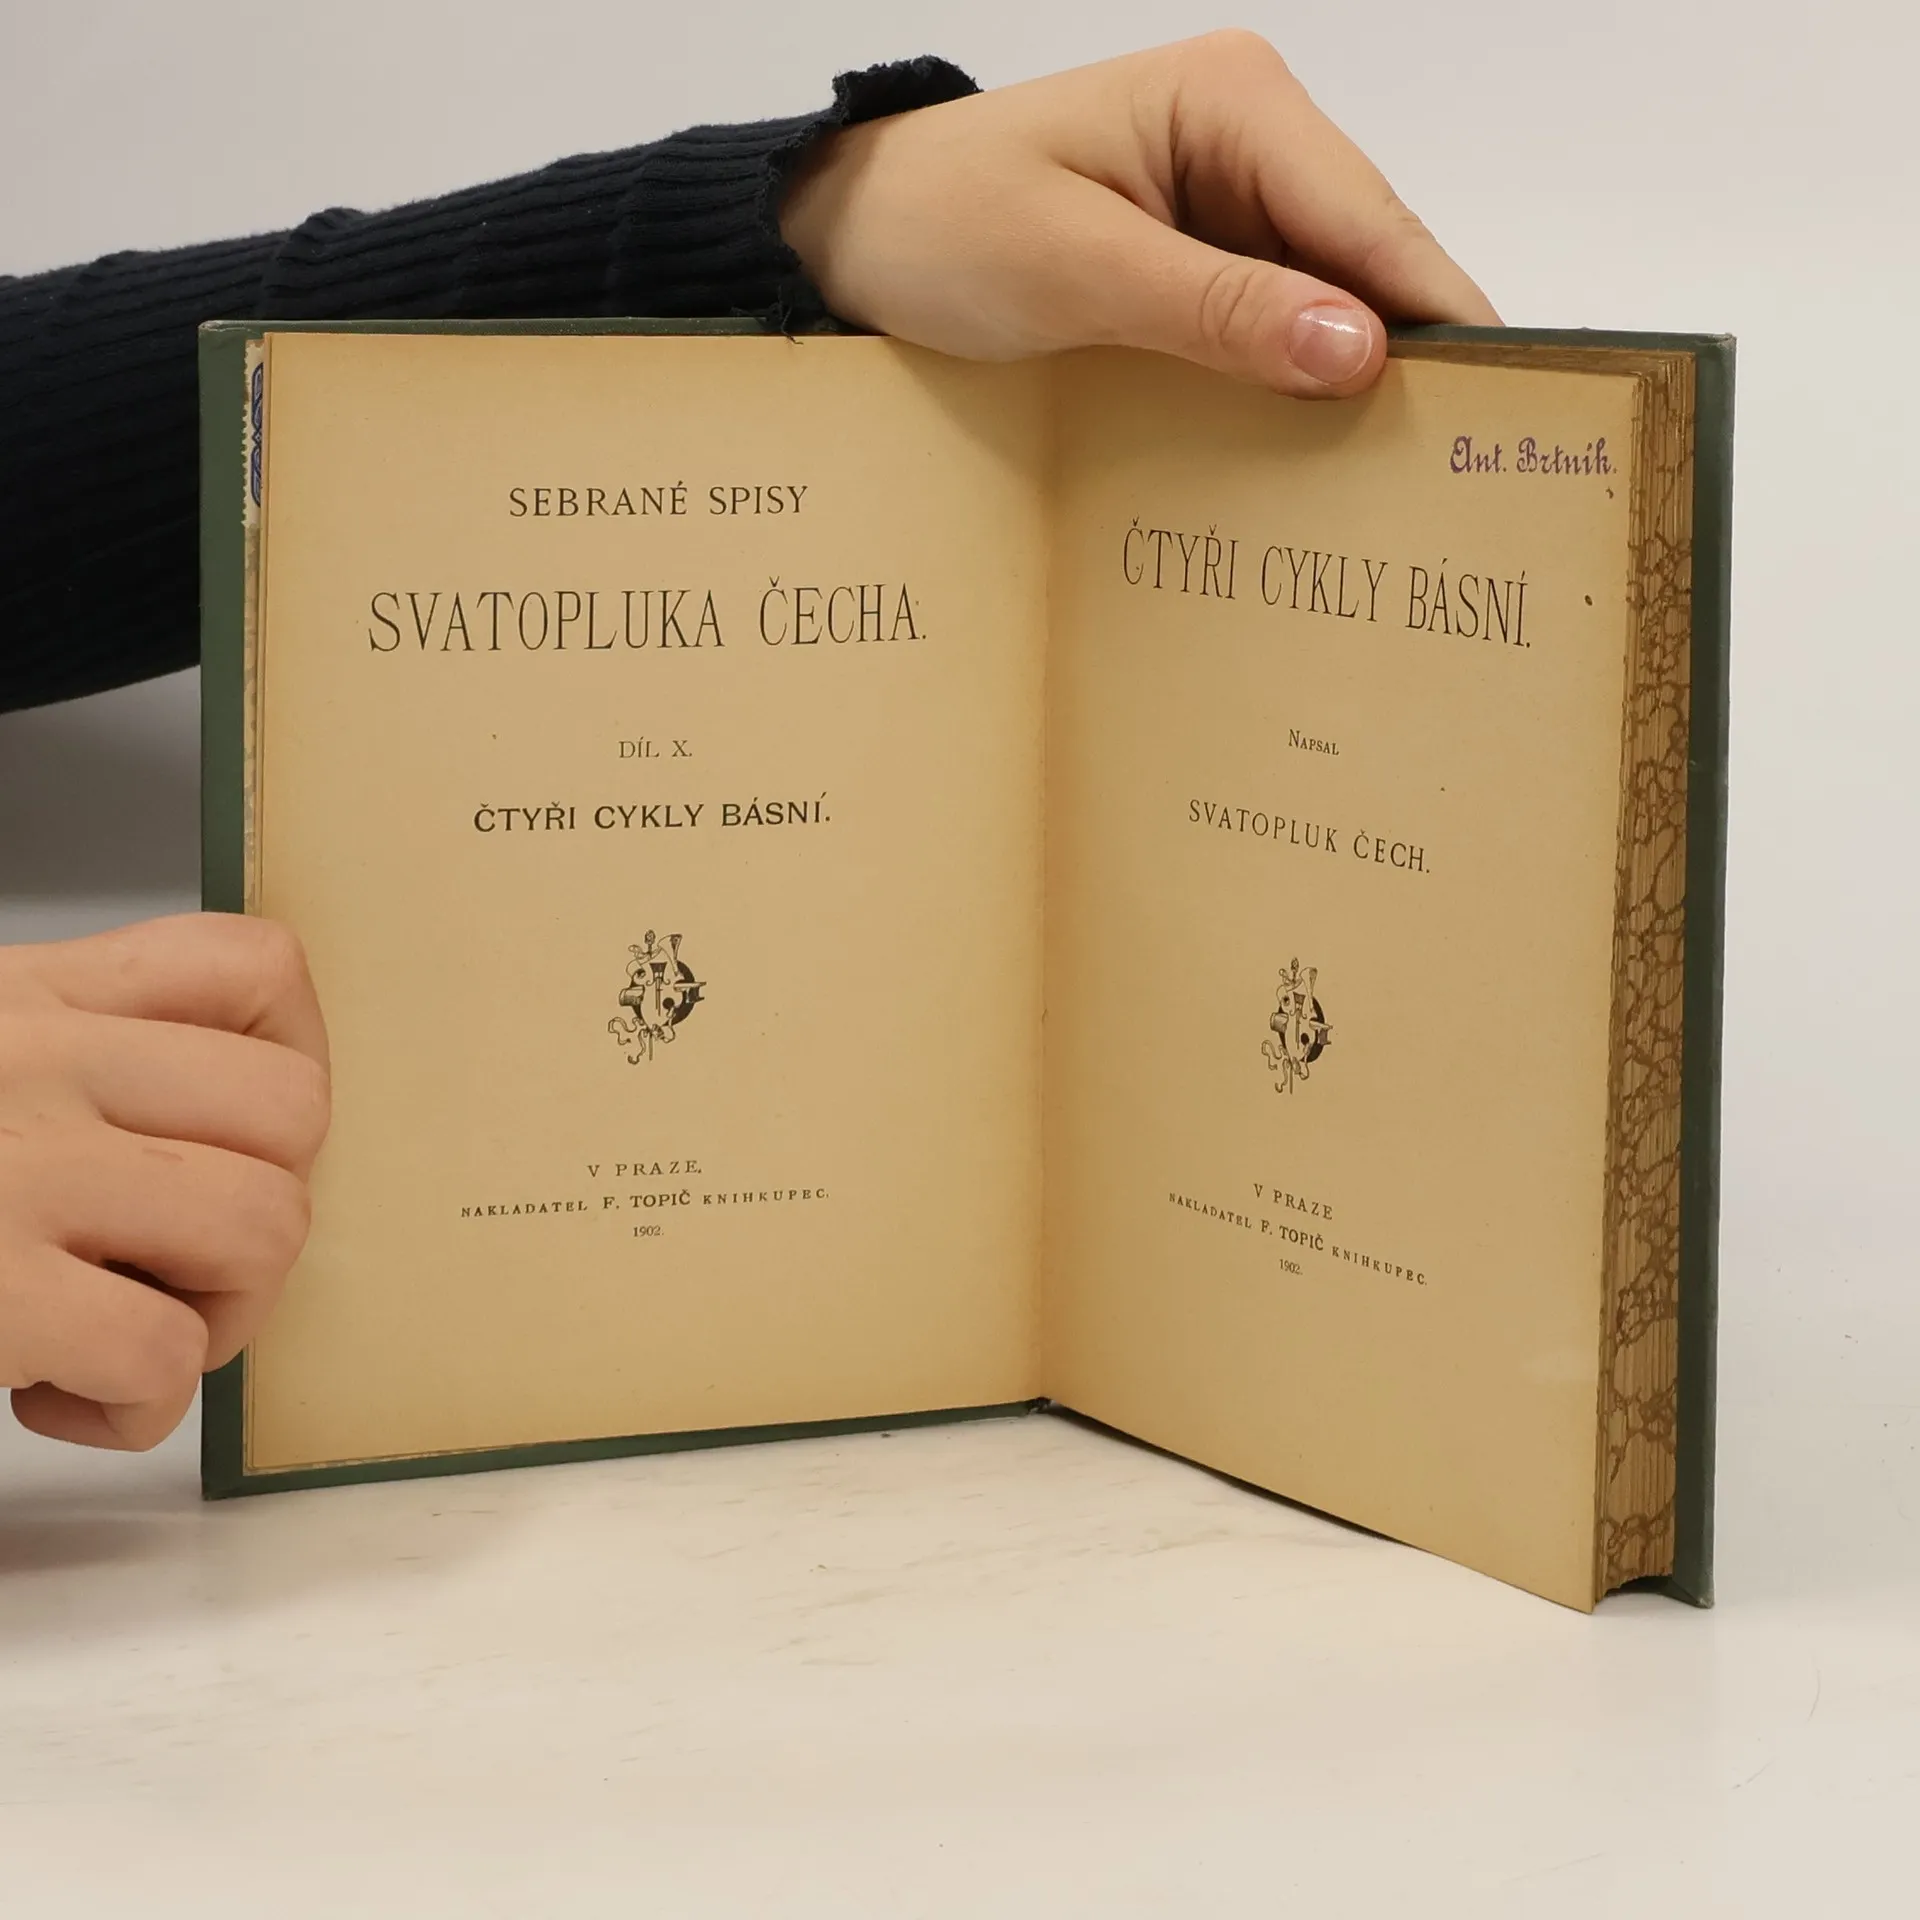 SEBRANÉ SPISY
SVATOPLUKA ČECHA.
DÍL X.
ČTYŘI CYKLY BÁSNÍ.
V PRAZE,
NAKLADATEL F. TOPIČ KNIHKUPEC.
1902.
Ant. Brtník.
ČTYŘI CYKLY BÁSNÍ.
NAPSAL
SVATOPLUK ČECH.
V PRAZE
NAKLADATEL F. TOPIČ KNIHKUPEC.
1902.